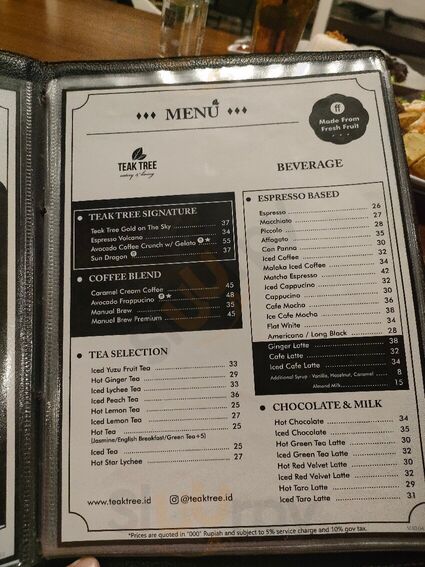 MENU
ff
Made From
Fresh Fruit
TEAK TREE
eating & living
BEVERAGE
TEAK TREE SIGNATURE
Teak Tree Gold on The Sky 37
Espresso Volcano 34
Avocado Coffee Crunch w/ Gelato 55
Sun Dragon 37
COFFEE BLEND
Caramel Cream Coffee 45
Avocado Frappucino 48
Manual Brew 35
Manual Brew Premium 45
TEA SELECTION
Iced Yuzu Fruit Tea 33
Hot Ginger Tea 29
Iced Lychee Tea 33
Iced Peach Tea 36
Hot Lemon Tea 25
Iced Lemon Tea 27
Hot Tea 25
(Jasmine/English Breakfast/Green Tea+5)
Iced Tea 25
Hot Star Lychee 27
www.teaktree.id
@teaktree.id
ESPRESSO BASED
Espresso 26
Macchiato 27
Piccolo 28
Affogato 35
Con Panna 30
Iced Coffee 32
Malaka Iced Coffee 34
Matcha Espresso 42
Iced Cappucino 32
Cappucino 30
Cafe Mocha 36
Ice Cafe Mocha 38
Flat White 34
Americano / Long Black 28
Ginger Latte 38
Cafe Latte 32
Iced Cafe Latte 34
Additional Syrup - Vanilla, Hazelnut, Caramel 8
Almond Milk 15
CHOCOLATE & MILK
Hot Chocolate 34
Iced Chocolate 35
Hot Green Tea Latte 30
Iced Green Tea Latte 32
Hot Red Velvet Latte 30
Iced Red Velvet Latte 32
Hot Taro Latte 29
Iced Taro Latte 31
*Prices are quoted in "000" Rupiah and subject to 5% service charge and 10% gov tax.